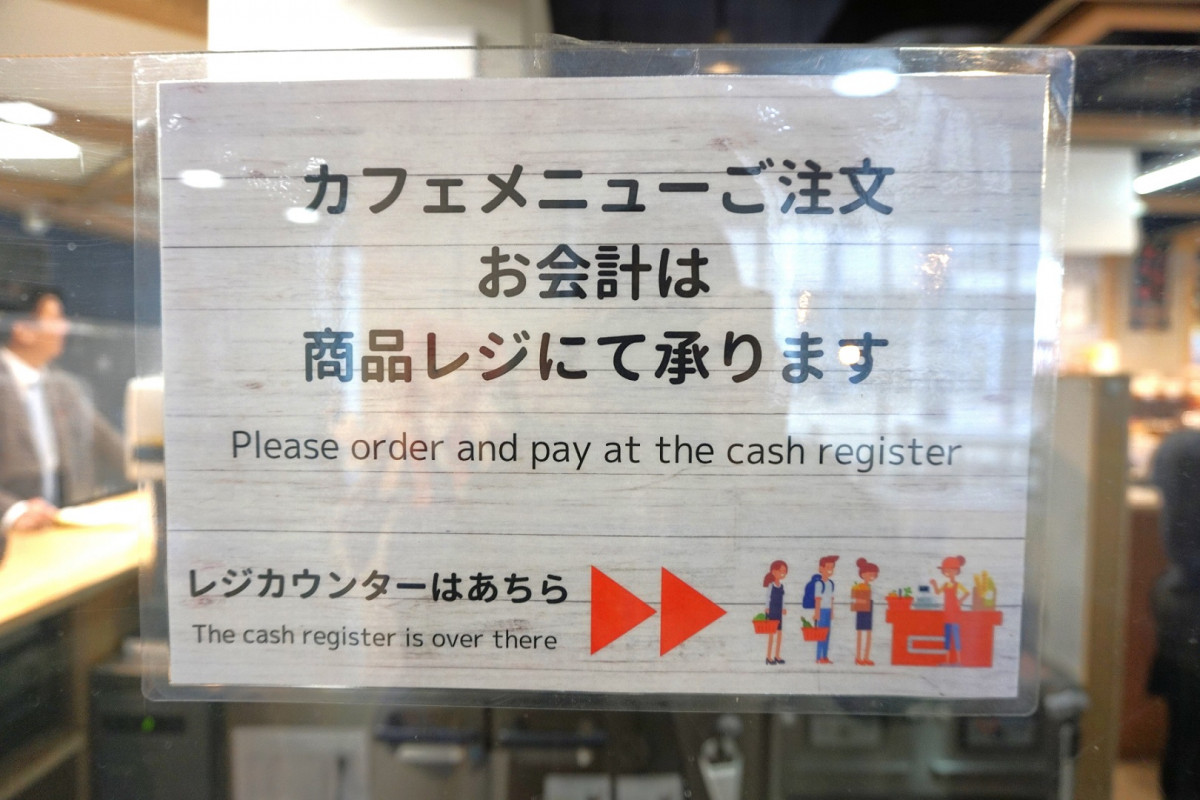 カフェメニューご注文
お会計は
商品レジにて承ります
Please order and pay at the cash register
レジカウンターはあちら
The cash register is over there